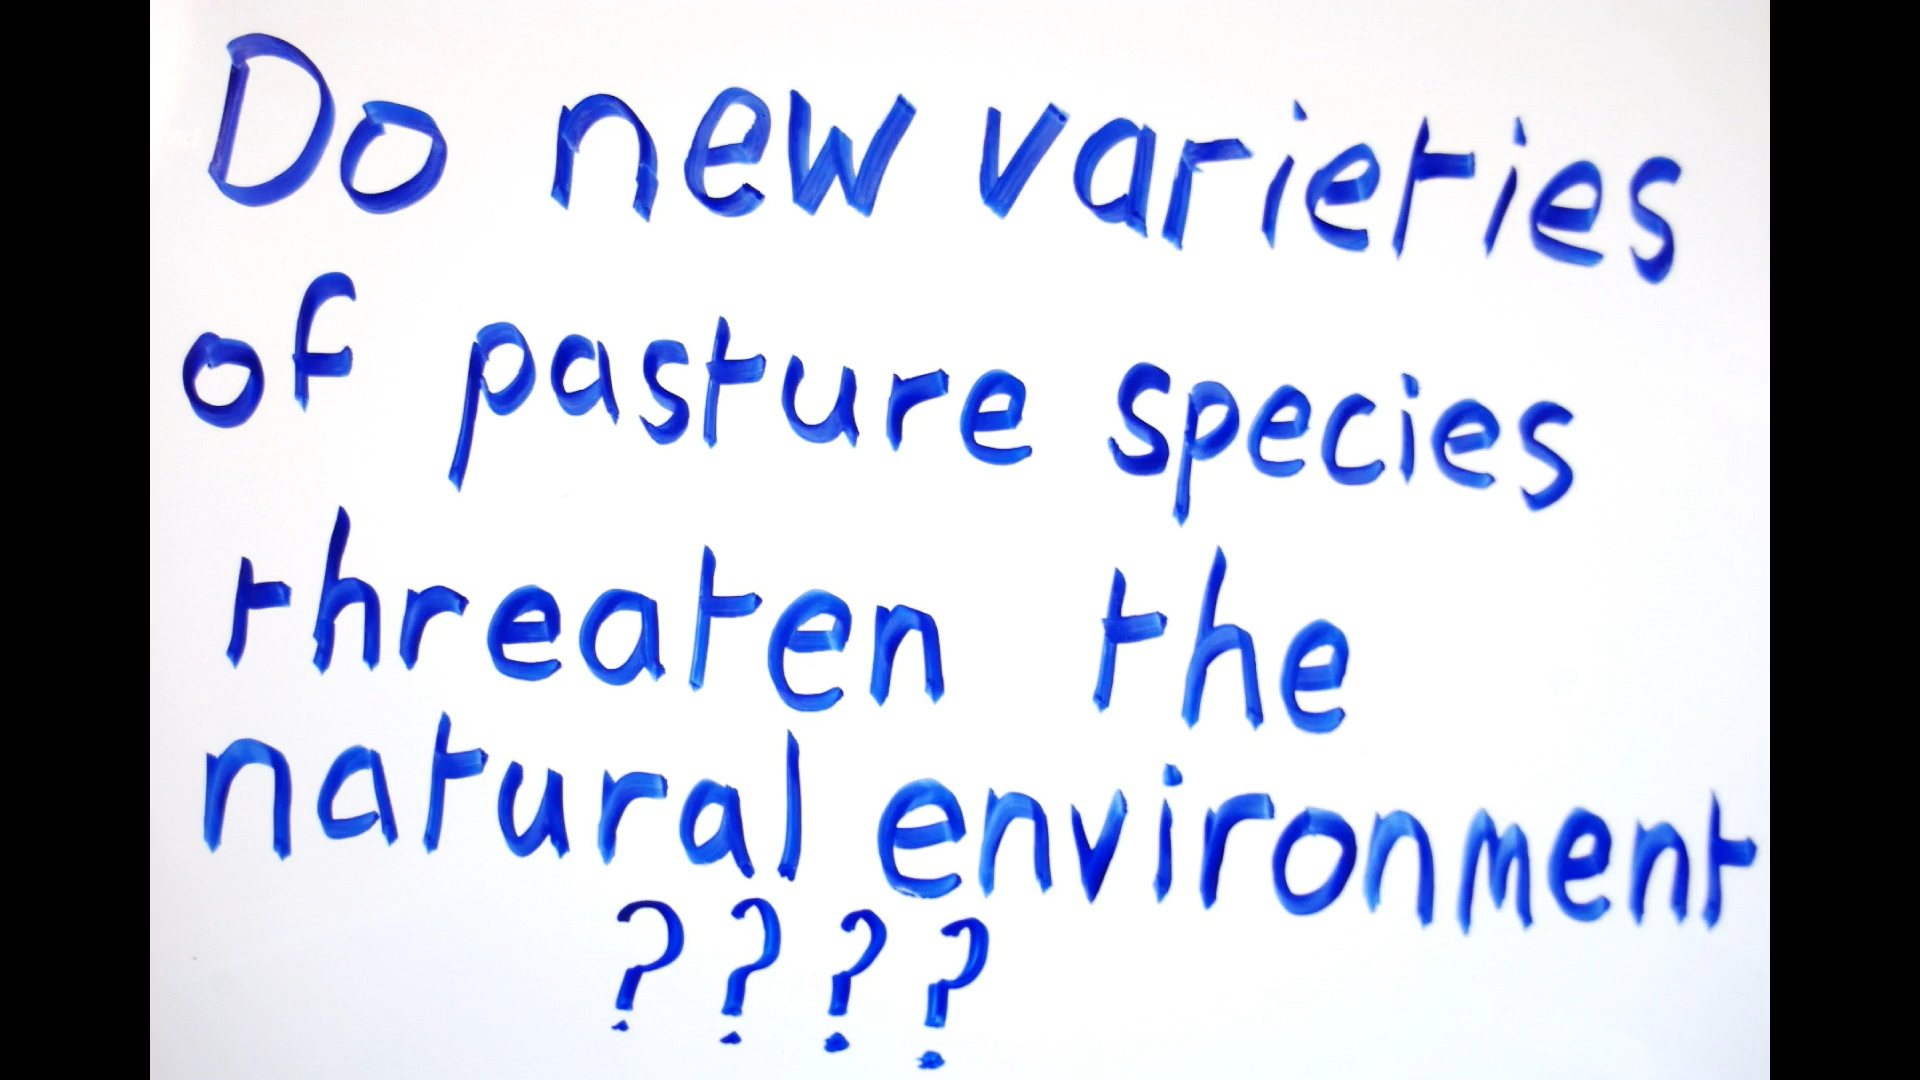 Do new varieties
of pasture species
threaten the
natural environment
????